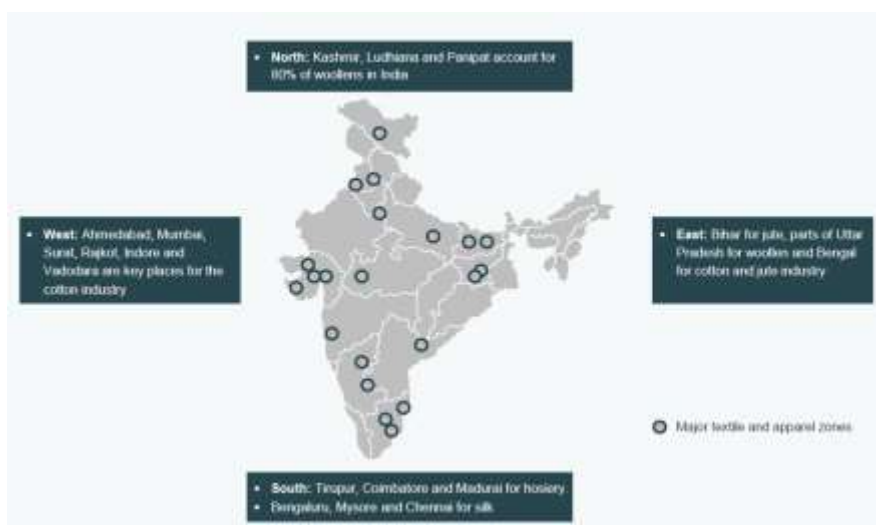 • North: Kashmir, Ludhiana and Panipat account for
80% of woollens in India
• West: Ahmedabad, Mumbai,
Surat, Rajkot, Indore and
Vadodara are key places for the
cotton industry
• East: Bihar for jute, parts of Uttar
Pradesh for woollen and Bengal
for cotton and jute industry
Major textile and apparel zones
• South: Tirupur, Coimbatore and Madurai for hosiery
• Bengaluru, Mysore and Chennai for silk